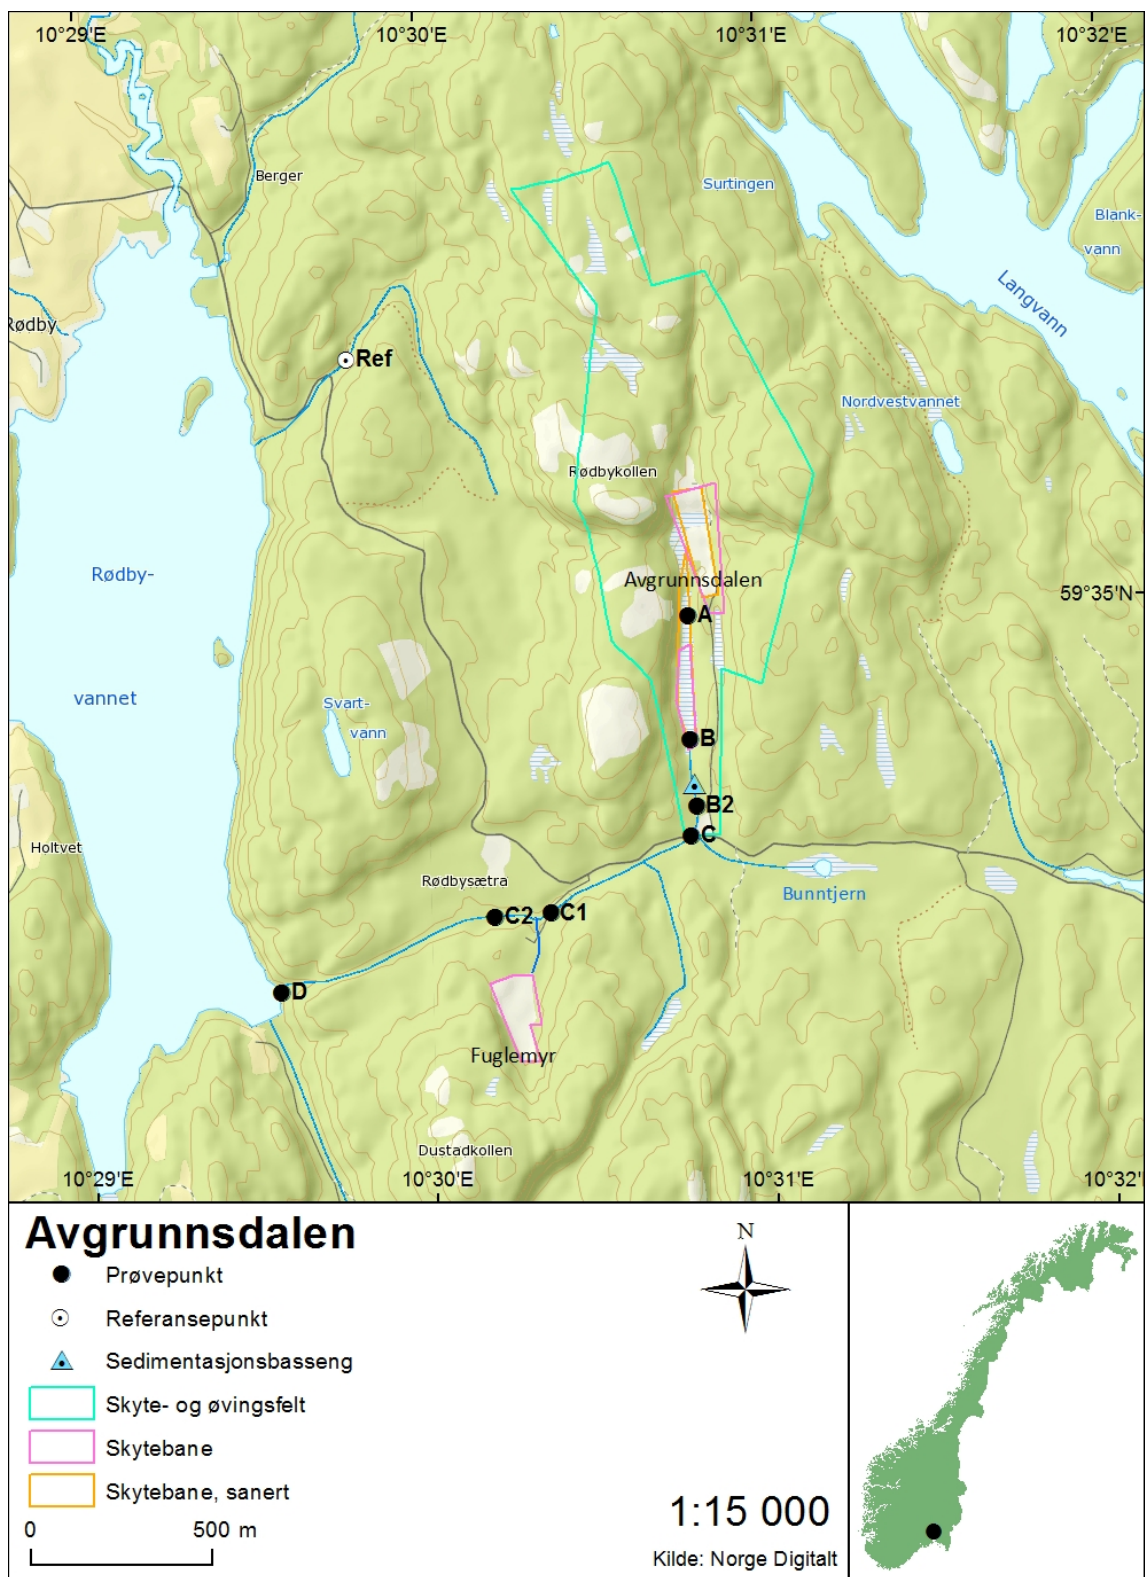 10°29'E
10°30'E
10°31'E
10°32'E
Berger
Surtingen
Blank-
vann
Langvann
Rødby
Ref
Nordvestvannet
Rødbykollen
Rødby-
vannet
Avgrunnsdalen
59°35'N
A
Svart-
vann
B
B2
C
Holtvet
Rødbysætra
Bunntjern
C2
C1
D
Fuglemyr
Dustadkollen
10°29'E
10°30'E
10°31'E
10°32'
Avgrunnsdalen
Prøvepunkt
Referansepunkt
Sedimentasjonsbasseng
Skyte- og øvingsfelt
Skytebane
Skytebane, sanert
0
500 m
N
1:15 000
Kilde: Norge Digitalt